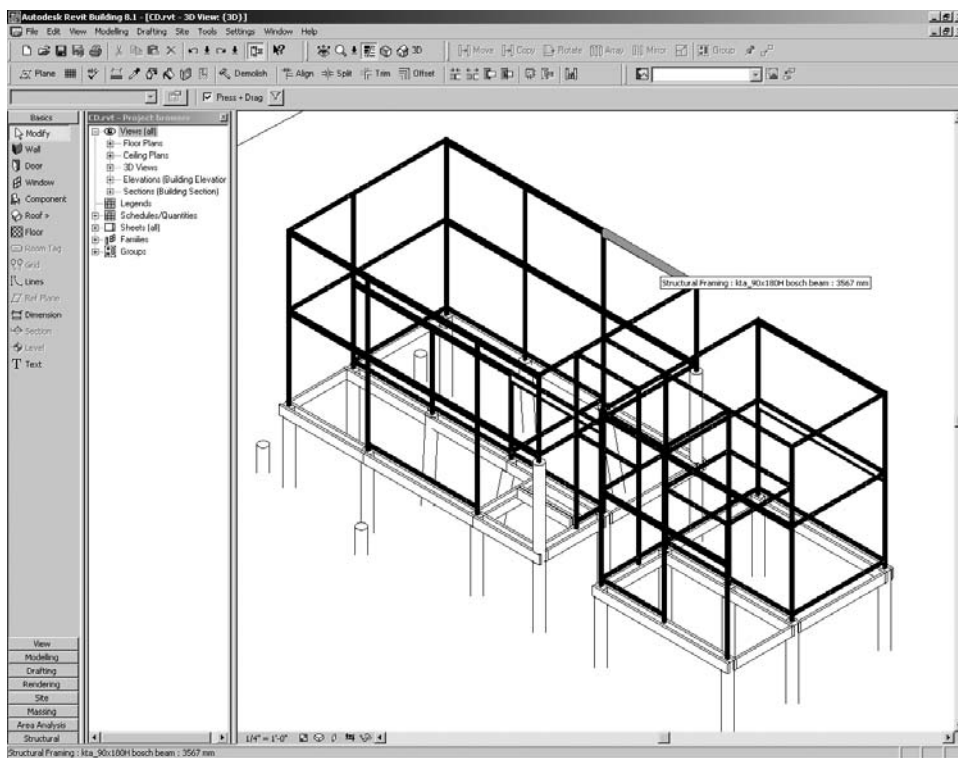 Autodesk Revit Building 8.1 - [CD.rvt - 3D View: {3D}]
File Edit View Modelling Drafting Site Tools Settings Window Help
3D Move Copy Rotate Array Mirror Group
Plane Demolish Align Split Trim Offset
Press + Drag
Basics
Modify
Wall
Door
Window
Component
Roof »
Floor
Room Tag
Grid
Lines
Ref Plane
Dimension
Section
Level
Text
View
Modelling
Drafting
Rendering
Site
Massing
Area Analysis
Structural
CD.rvt - Project browser
Views (all)
Floor Plans
Ceiling Plans
3D Views
Elevations (Building Elevation
Sections (Building Section)
Legends
Schedules/Quantities
Sheets (all)
Families
Groups
Structural Framing : kta_90x180H bosch beam : 3567 mm
1/4" = 1'-0"
Structural Framing : kta_90x180H bosch beam : 3567 mm